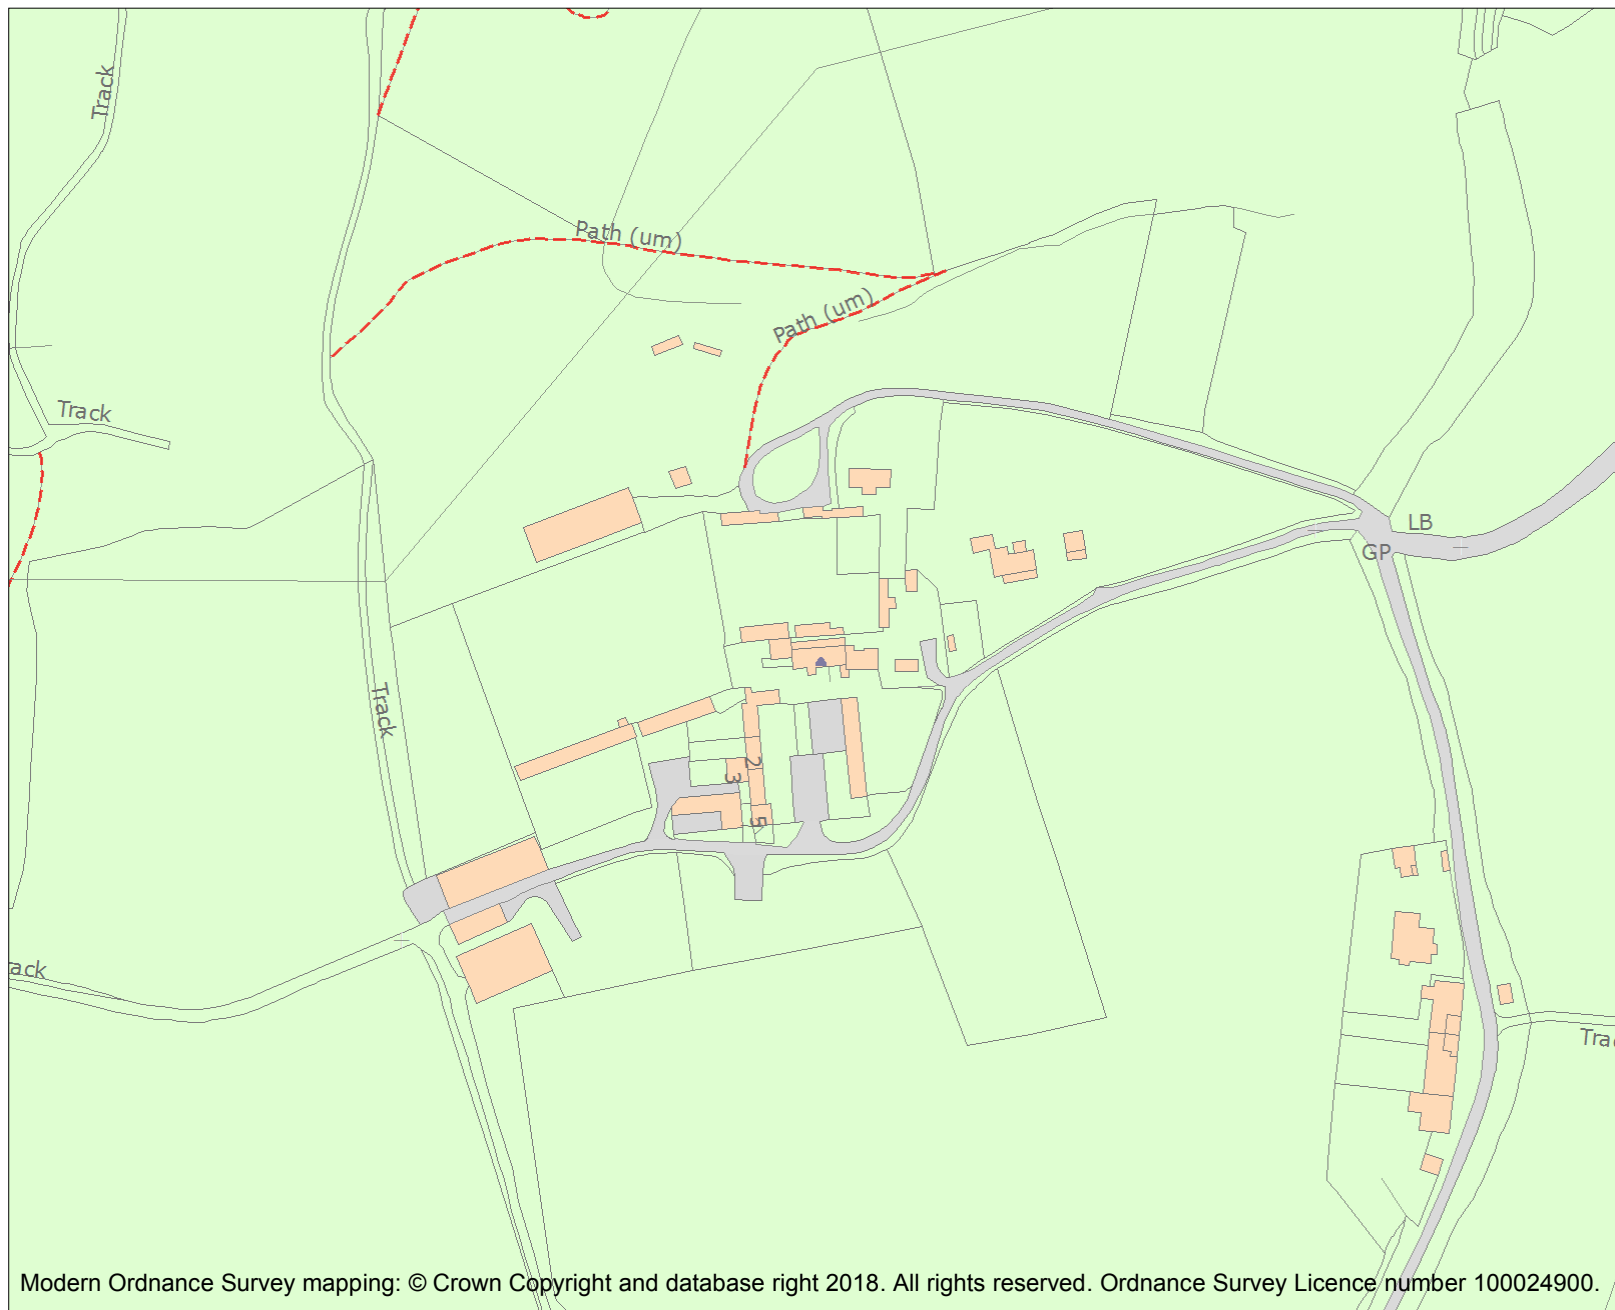 Track
Path (um)
Path (um)
Track
LB
GP
Track
2
3
5
ack
Trac
Modern Ordnance Survey mapping: © Crown Copyright and database right 2018. All rights reserved. Ordnance Survey Licence number 100024900.